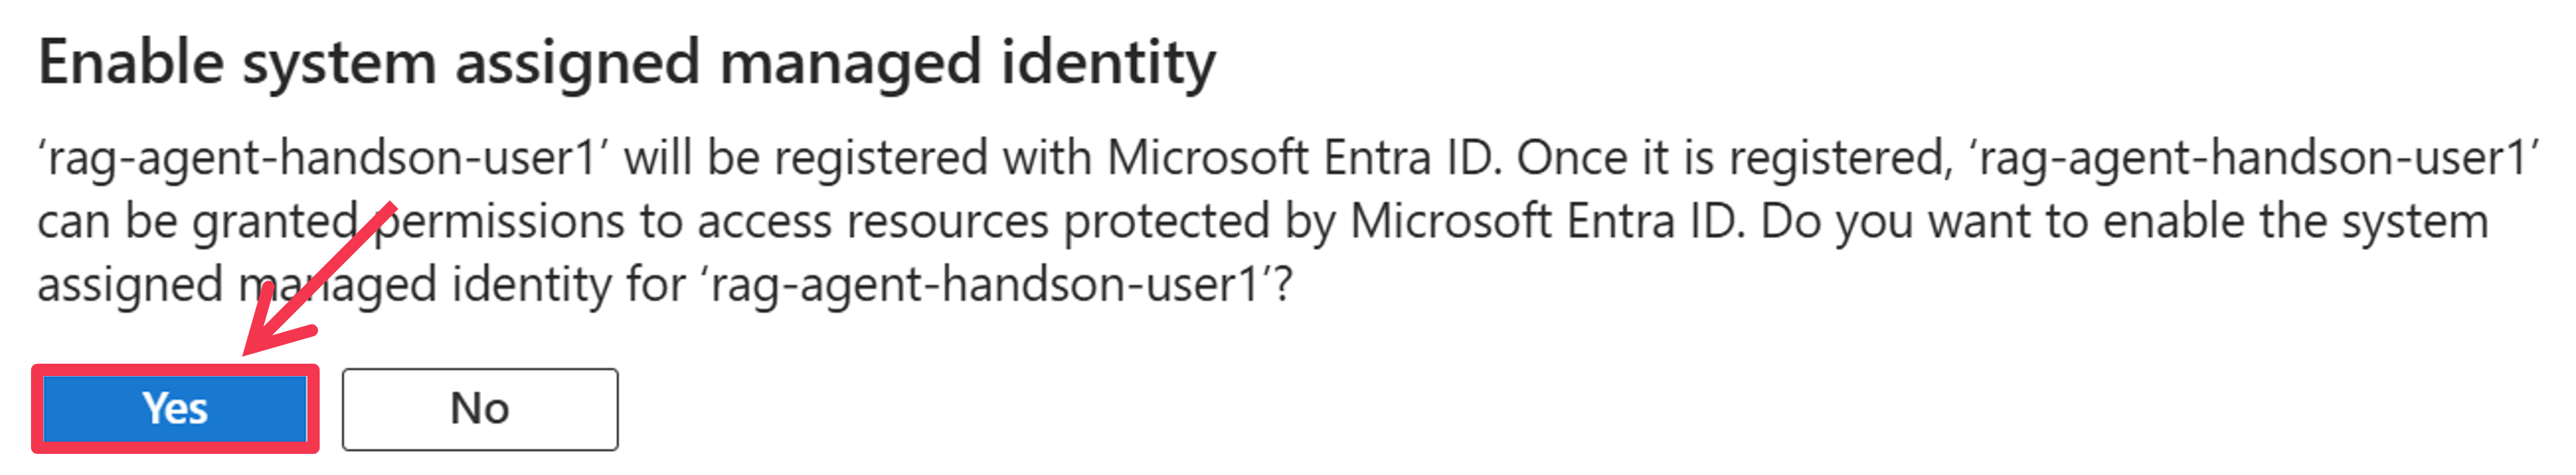 Enable system assigned managed identity
‘rag-agent-handson-user1’ will be registered with Microsoft Entra ID. Once it is registered, ‘rag-agent-handson-user1’
can be granted permissions to access resources protected by Microsoft Entra ID. Do you want to enable the system
assigned managed identity for ‘rag-agent-handson-user1’?
Yes
No